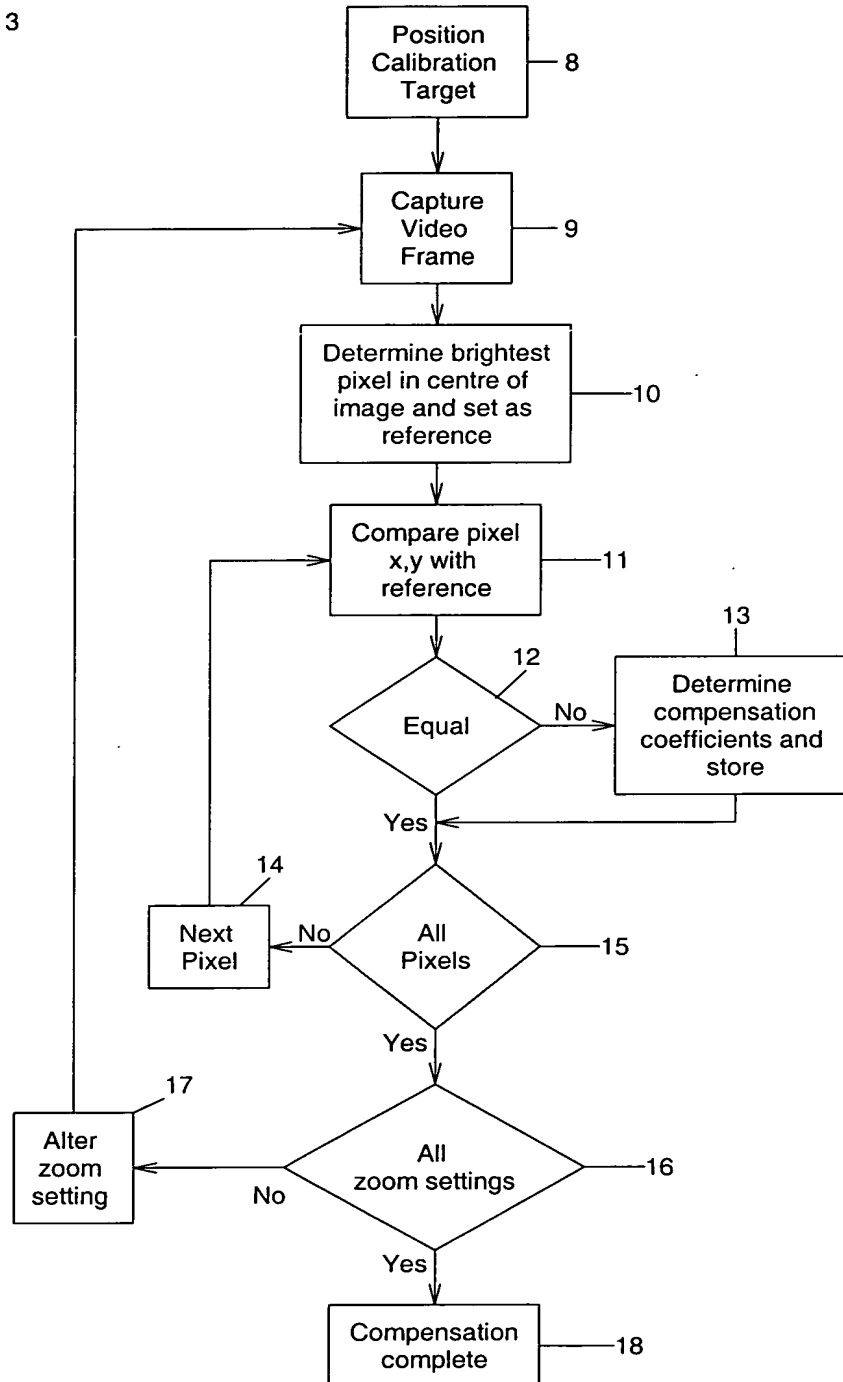 3
Position
Calibration
Target
8
Capture
Video
Frame
9
Determine brightest
pixel in centre of
image and set as
reference
10
Compare pixel
x,y with
reference
11
12
Equal
No
13
Determine
compensation
coefficients and
store
Yes
14
Next
Pixel
No
All
Pixels
15
Yes
17
Alter
zoom
setting
No
All
zoom settings
16
Yes
Compensation
complete
18